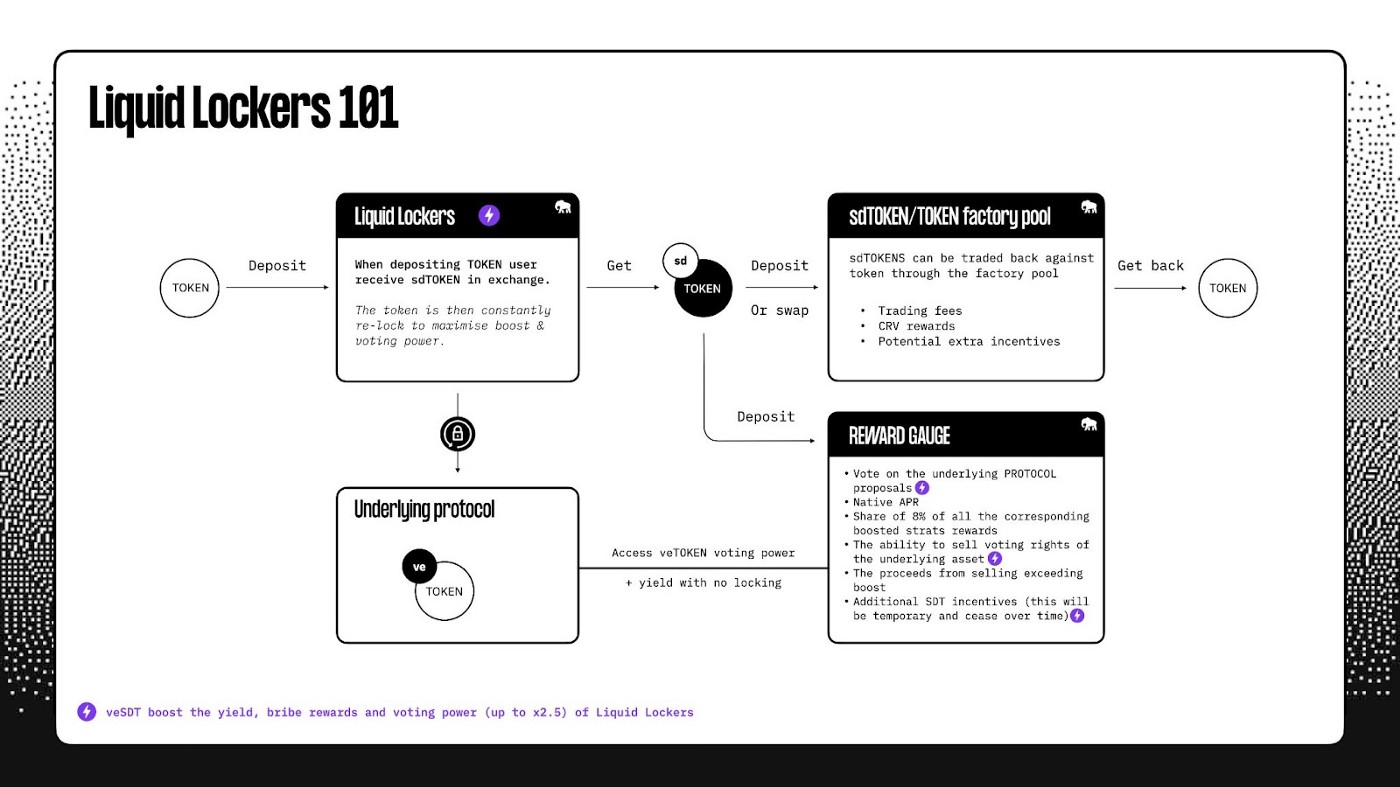 Liquid Lockers 101
Liquid Lockers
sdTOKEN/TOKEN factory pool
TOKEN
Deposit
When depositing TOKEN user
receive sdTOKEN in exchange.
The token is then constantly
re-lock to maximise boost &
voting power.
Get
sd
TOKEN
Deposit
Or swap
sdTOKENS can be traded back against
token through the factory pool
• Trading fees
• CRV rewards
• Potential extra incentives
Get back
TOKEN
Deposit
REWARD GAUGE
• Vote on the underlying PROTOCOL
proposals
• Native APR
• Share of 8% of all the corresponding
boosted strats rewards
• The ability to sell voting rights of
the underlying asset
• The proceeds from selling exceeding
boost
• Additional SDT incentives (this will
be temporary and cease over time)
Underlying protocol
ve
TOKEN
Access veTOKEN voting power
+ yield with no locking
veSDT boost the yield, bribe rewards and voting power (up to x2.5) of Liquid Lockers